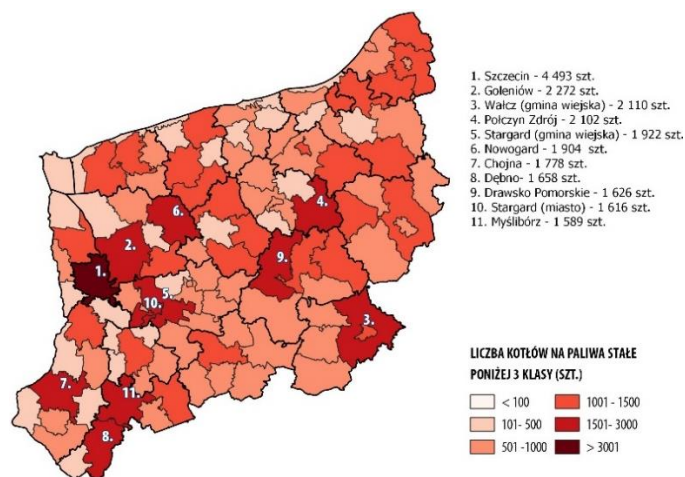 1. Szczecin - 4 493 szt.
2. Goleniów - 2 272 szt.
3. Wałcz (gmina wiejska) - 2 110 szt.
4. Połczyn Zdrój - 2 102 szt.
5. Stargard (gmina wiejska) - 1 922 szt.
6. Nowogard - 1 904 szt.
7. Chojna - 1 778 szt.
8. Dębno- 1 658 szt.
9. Drawsko Pomorskie - 1 626 szt.
10. Stargard (miasto) - 1 616 szt.
11. Myślibórz - 1 589 szt.
6.
4.
2.
9.
1.
5.
10.
3.
7.
11.
8.
LICZBA KOTŁÓW NA PALIWA STAŁE
PONIŻEJ 3 KLASY (SZT.)
< 100
1001 - 1500
101- 500
1501- 3000
501 -1000
> 3001